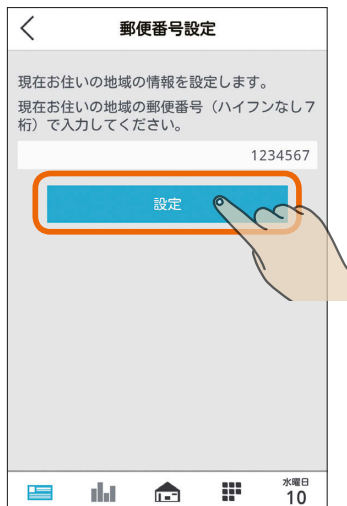 郵便番号設定
現在お住いの地域の情報を設定します。
現在お住いの地域の郵便番号（ハイフンなし7
桁）で入力してください。
1234567
設定
水曜日
10